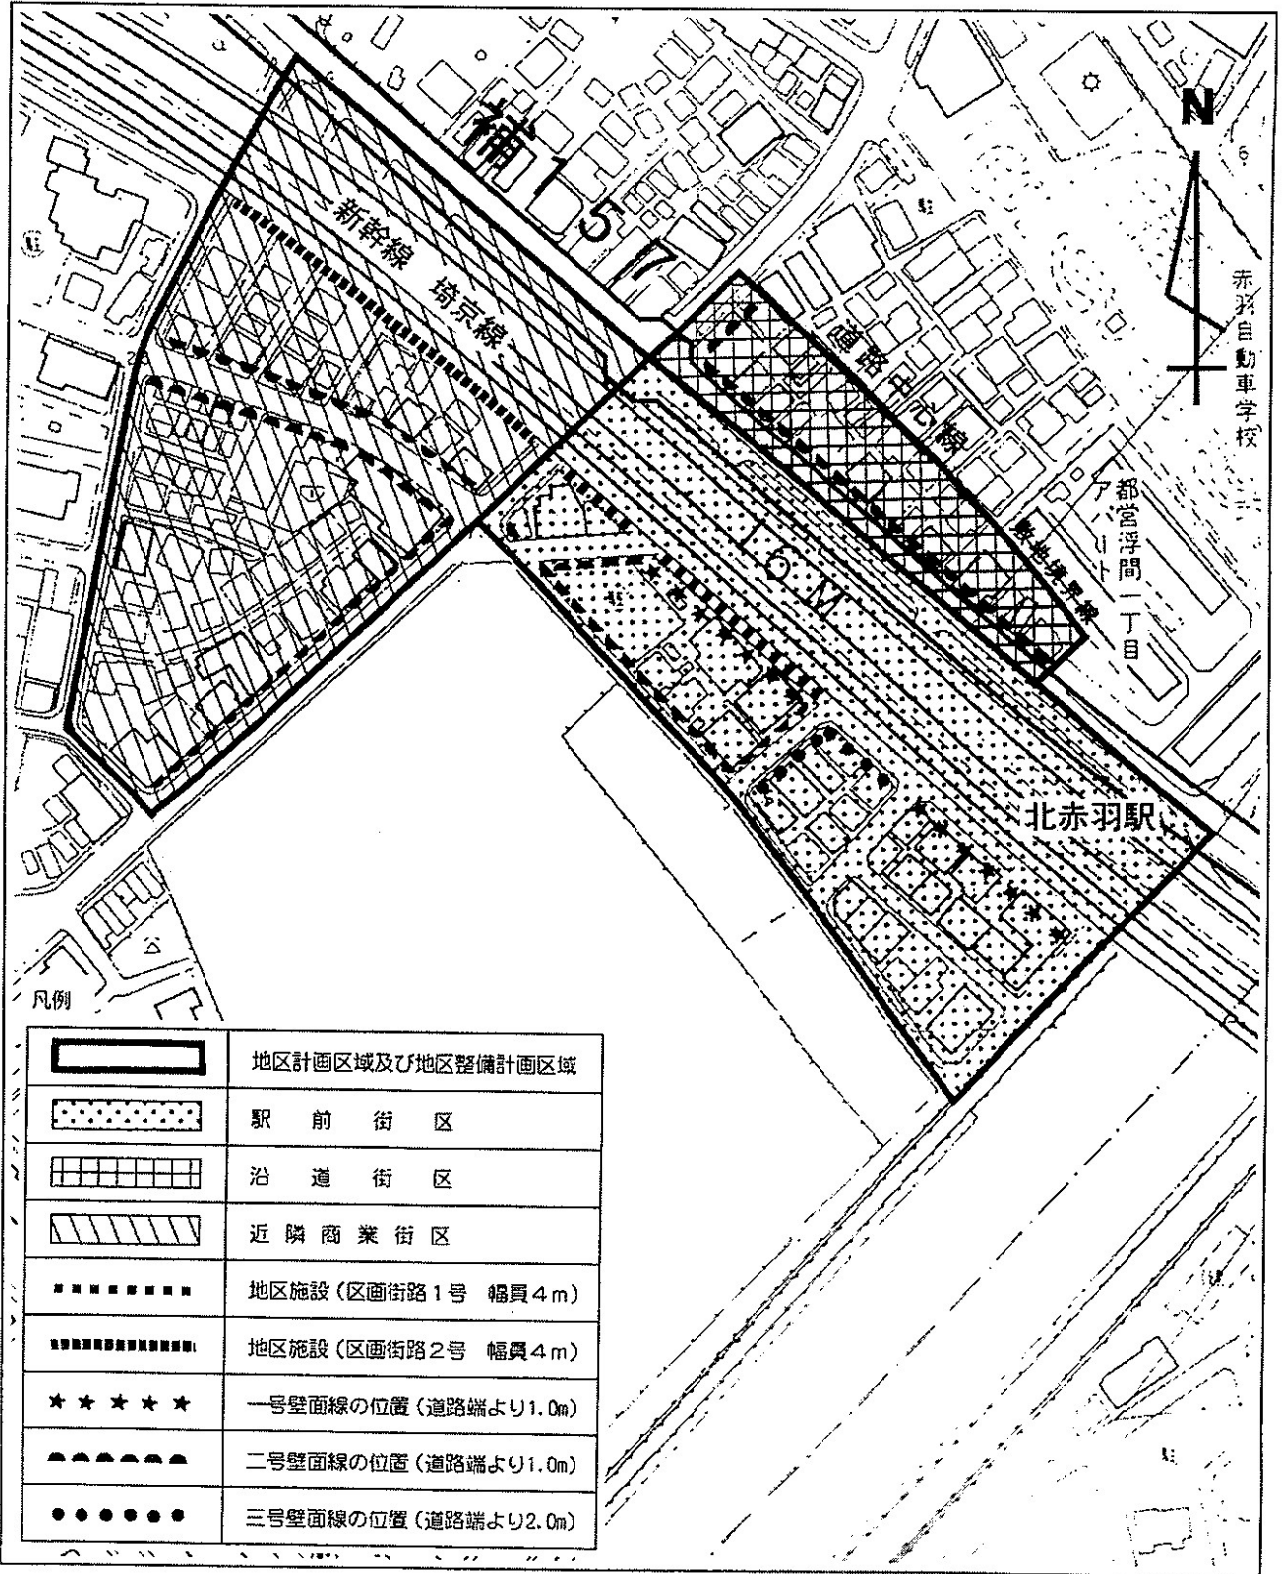 補157
N
6
新幹線 埼京線
道路中心線
赤羽自動車学校
都営浮間一丁目
アパート
敷地境界線
16M
北赤羽駅
凡例
地区計画区域及び地区整備計画区域
駅前街区
沿道街区
近隣商業街区
地区施設（区画街路1号 幅員4m）
地区施設（区画街路2号 幅員4m）
一号壁面線の位置（道路端より1.0m）
二号壁面線の位置（道路端より1.0m）
三号壁面線の位置（道路端より2.0m）